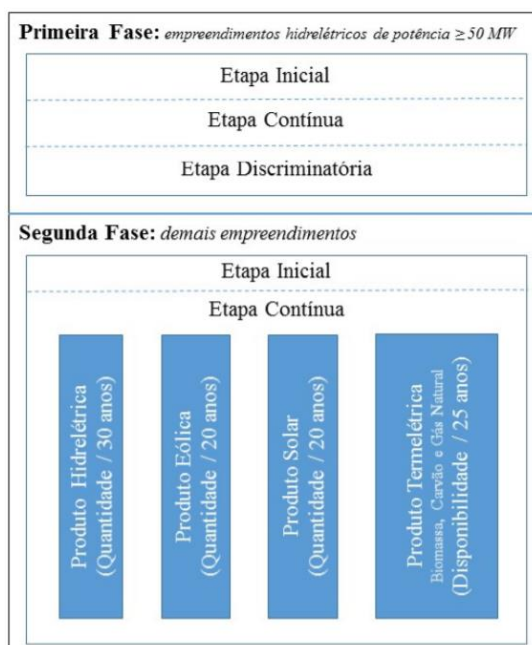 Primeira Fase: empreendimentos hidrelétricos de potência ≥ 50 MW
Etapa Inicial
Etapa Contínua
Etapa Discriminatória
Segunda Fase: demais empreendimentos
Etapa Inicial
Etapa Contínua
Produto Hidrelétrica
(Quantidade / 30 anos)
Produto Eólica
(Quantidade / 20 anos)
Produto Solar
(Quantidade / 20 anos)
Produto Termelétrica
Biomassa, Carvão e Gás Natural
(Disponibilidade / 25 anos)